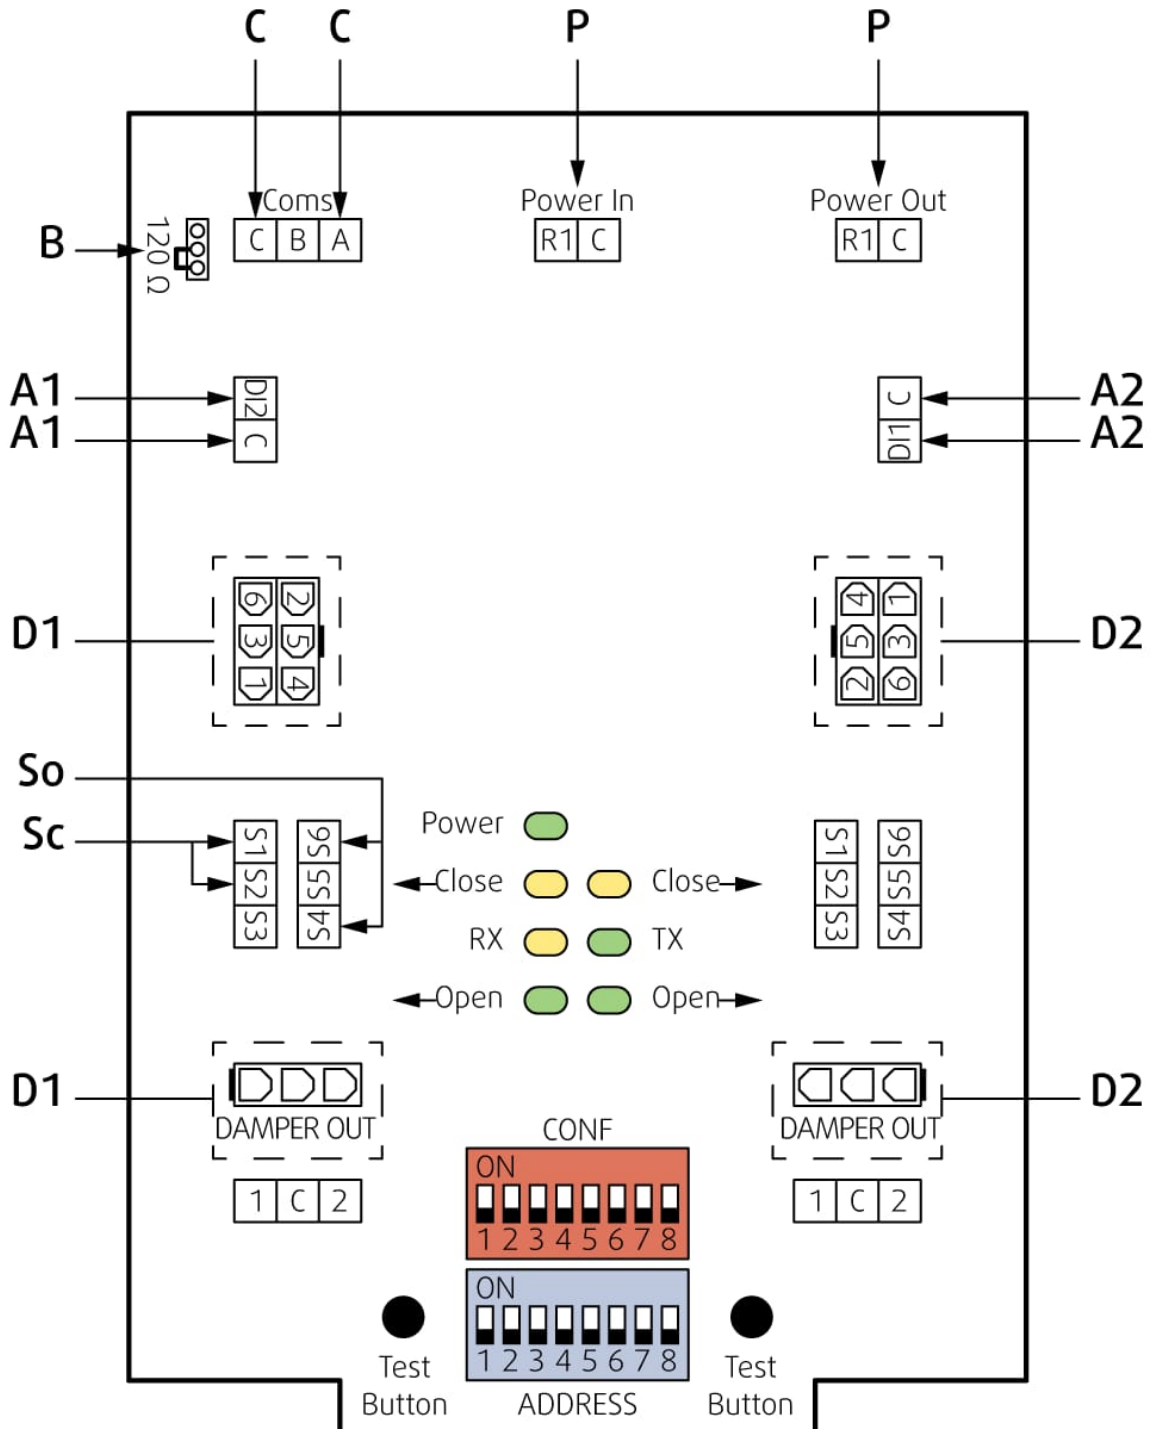 C C P P
Coms Power In Power Out
B 120 Ω C B A R1 C R1 C
A1 DI2 C A2
A1 C DI1 A2
6 2 4 1
D1 3 5 5 3 D2
1 4 2 6
So
Power
Sc S1 S6 S1 S6
S2 S5 Close Close S2 S5
S3 S4 RX TX S3 S4
Open Open
D1 D2
DAMPER OUT CONF DAMPER OUT
ON
1 C 2 1 C 2
1 2 3 4 5 6 7 8
ON
1 2 3 4 5 6 7 8
Test Test
Button ADDRESS Button